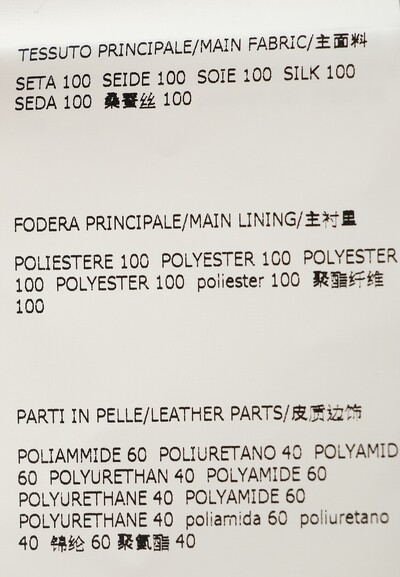 TESSUTO PRINCIPALE/MAIN FABRIC/主面料
SETA 100 SEIDE 100 SOIE 100 SILK 100
SEDA 100 桑蚕丝 100
FODERA PRINCIPALE/MAIN LINING/主衬里
POLIESTERE 100 POLYESTER 100 POLYESTER
100 POLYESTER 100 poliester 100 聚酯纤维
100
PARTI IN PELLE/LEATHER PARTS/皮质边饰
POLIAMMIDE 60 POLIURETANO 40 POLYAMID
60 POLYURETHAN 40 POLYAMIDE 60
POLYURETHANE 40 POLYAMIDE 60
POLYURETHANE 40 poliamida 60 poliuretano
40 锦纶 60 聚氨酯 40